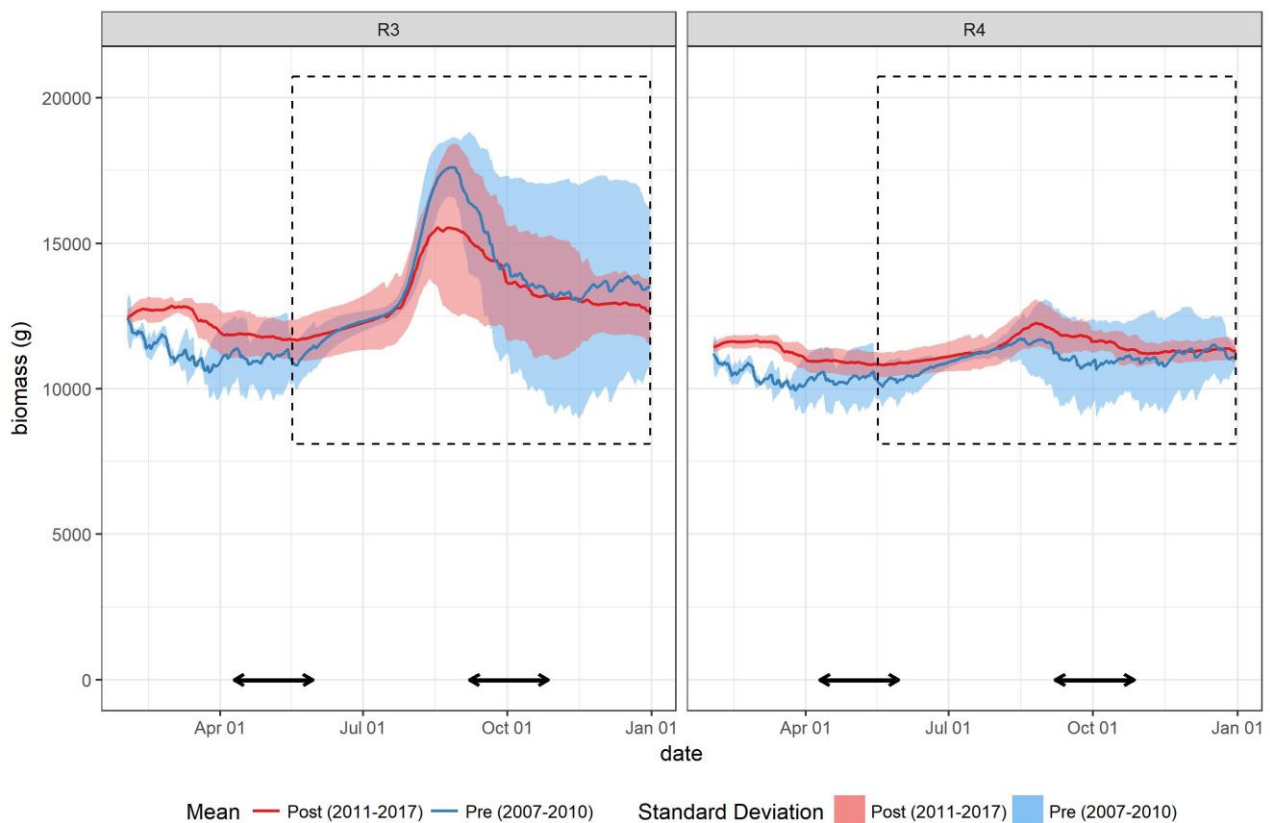 R3
R4
20000
15000
10000
5000
0
biomass (g)
Apr 01
Jul 01
Oct 01
Jan 01
Apr 01
Jul 01
Oct 01
Jan 01
date
Mean Post (2011-2017) Pre (2007-2010) Standard Deviation Post (2011-2017) Pre (2007-2010)